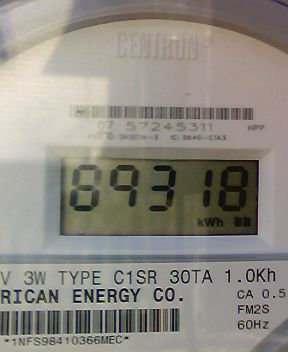 CENTRON
07 57245311 MPP
89318
kWh
V 3W TYPE C1SR 30TA 1.0Kh
RICAN ENERGY CO. CA 0.5
FM2S
60Hz
*1NFS98410366MEC*